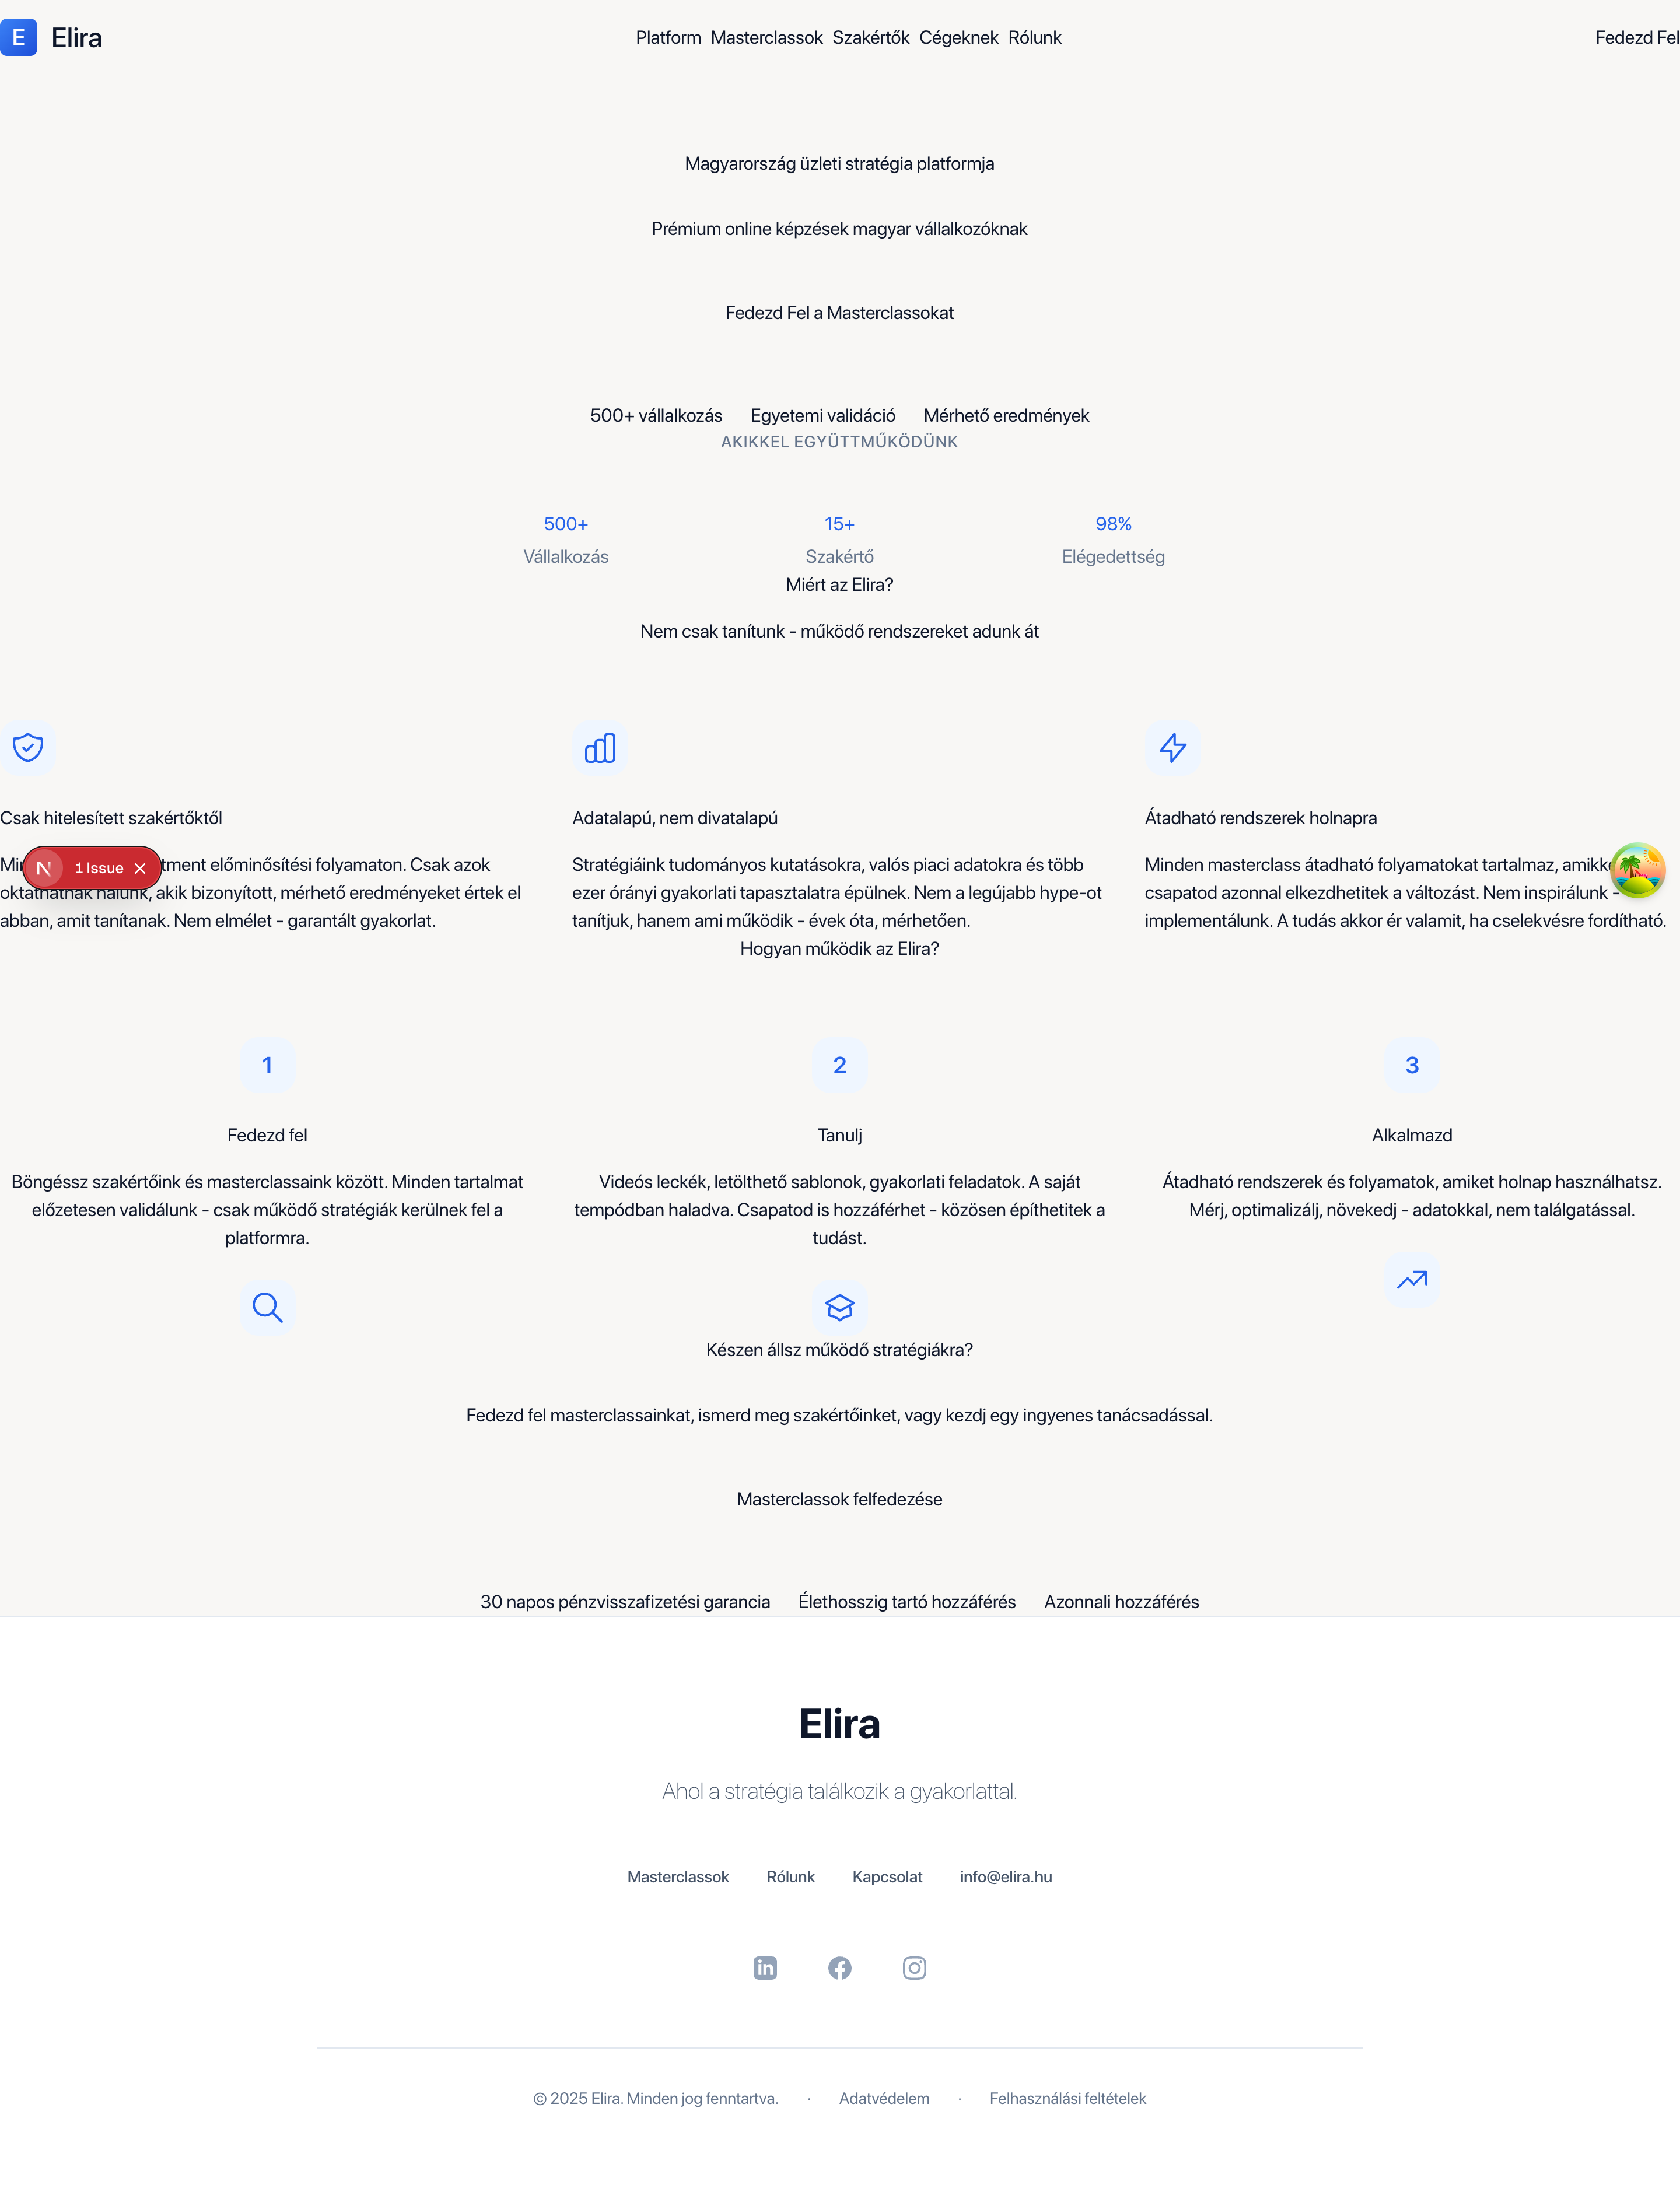 E Elira
Platform Masterclassok Szakértők Cégeknek Rólunk
Fedezd Fel
Magyarország üzleti stratégia platformja
Prémium online képzések magyar vállalkozóknak
Fedezd Fel a Masterclassokat
500+ vállalkozás Egyetemi validáció Mérhető eredmények
AKIKKEL EGYÜTTMŰKÖDÜNK
500+ 15+ 98%
Vállalkozás Szakértő Elégedettség
Miért az Elira?
Nem csak tanítunk - működő rendszereket adunk át
Csak hitelesített szakértőktől
tment előminősítési folyamaton. Csak azok
oktathatnak nálunk, akik bizonyított, mérhető eredményeket értek el
abban, amit tanítanak. Nem elmélet - garantált gyakorlat.
N 1 Issue
Adatalapú, nem divatalapú
Stratégiáink tudományos kutatásokra, valós piaci adatokra és több
ezer órányi gyakorlati tapasztalatra épülnek. Nem a legújabb hype-ot
tanítjuk, hanem ami működik - évek óta, mérhetően.
Átadható rendszerek holnapra
Minden masterclass átadható folyamatokat tartalmaz, amikke
csapatod azonnal elkezdhetitek a változást. Nem inspirálunk -
implementálunk. A tudás akkor ér valamit, ha cselekvésre fordítható.
Hogyan működik az Elira?
1
Fedezd fel
Böngéssz szakértőink és masterclassaink között. Minden tartalmat
előzetesen validálunk - csak működő stratégiák kerülnek fel a
platformra.
2
Tanulj
Videós leckék, letölthető sablonok, gyakorlati feladatok. A saját
tempódban haladva. Csapatod is hozzáférhet - közösen építhetitek a
tudást.
3
Alkalmazd
Átadható rendszerek és folyamatok, amiket holnap használhatsz.
Mérj, optimalizálj, növekedj - adatokkal, nem találgatással.
Készen állsz működő stratégiákra?
Fedezd fel masterclassainkat, ismerd meg szakértőinket, vagy kezdj egy ingyenes tanácsadással.
Masterclassok felfedezése
30 napos pénzvisszafizetési garancia Élethosszig tartó hozzáférés Azonnali hozzáférés
Elira
Ahol a stratégia találkozik a gyakorlattal.
Masterclassok Rólunk Kapcsolat info@elira.hu
© 2025 Elira. Minden jog fenntartva. · Adatvédelem · Felhasználási feltételek